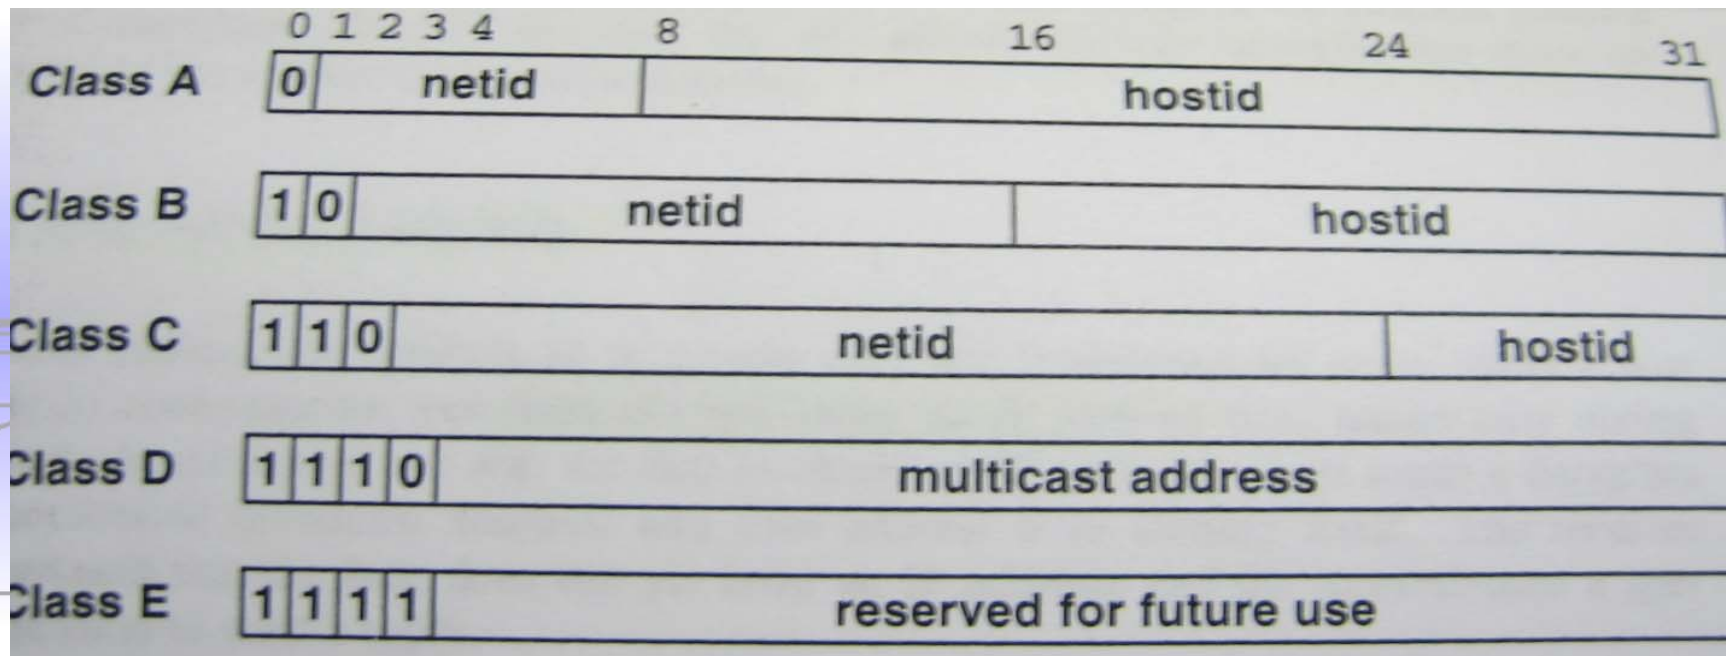 0 1 2 3 4 8 16 24 31
Class A 0 netid hostid
Class B 1 0 netid hostid
Class C 1 1 0 netid hostid
Class D 1 1 1 0 multicast address
Class E 1 1 1 1 reserved for future use